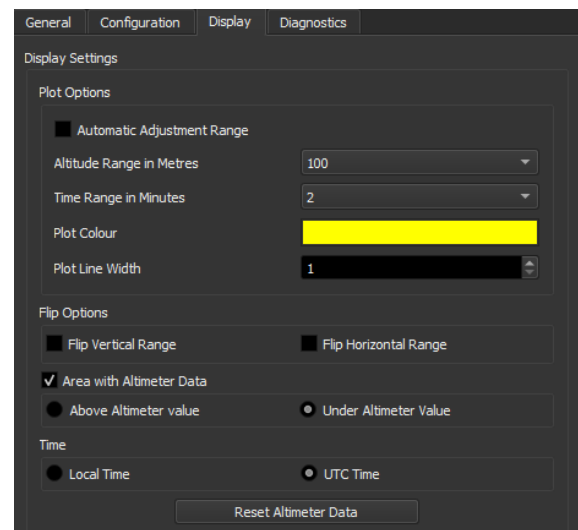 General Configuration Display Diagnostics
Display Settings
Plot Options
Automatic Adjustment Range
Altitude Range in Metres 100
Time Range in Minutes 2
Plot Colour
Plot Line Width 1
Flip Options
Flip Vertical Range Flip Horizontal Range
Area with Altimeter Data
Above Altimeter value Under Altimeter Value
Time
Local Time UTC Time
Reset Altimeter Data